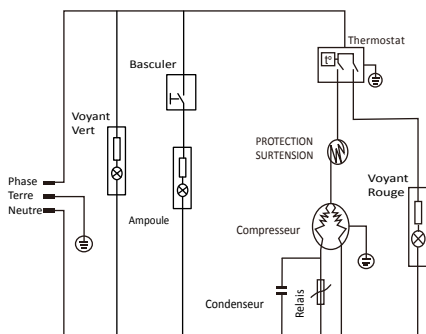 Thermostat
Basculer
t°
Voyant
Vert
PROTECTION
SURTENSION
Phase
Terre
Neutre
Voyant
Rouge
Ampoule
Compresseur
Condenseur
Relais